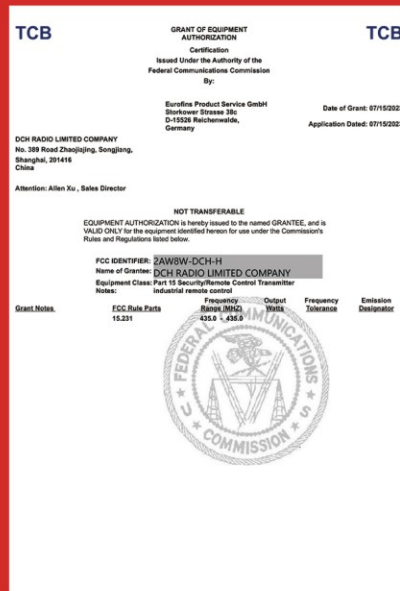 TCB
GRANT OF EQUIPMENT
AUTHORIZATION
TCB
Certification
Issued Under the Authority of the
Federal Communications Commission
By:
Eurofins Product Service GmbH
Storkower Strasse 38c
D-15526 Reichenwalde,
Germany
Date of Grant: 07/15/202
Application Dated: 07/15/202
DCH RADIO LIMITED COMPANY
No. 389 Road Zhaojiajing, Songjiang,
Shanghai, 201416
China
Attention: Allen Xu , Sales Director
NOT TRANSFERABLE
EQUIPMENT AUTHORIZATION is hereby issued to the named GRANTEE, and is
VALID ONLY for the equipment identified hereon for use under the Commission's
Rules and Regulations listed below.
FCC IDENTIFIER: 2AW8W-DCH-H
Name of Grantee: DCH RADIO LIMITED COMPANY
Equipment Class: Part 15 Security/Remote Control Transmitter
Notes: industrial remote control
Grant Notes FCC Rule Parts Frequency Range (MHZ) Output Watts Frequency Tolerance Emission Designator
15.231 435.0 - 435.0
FEDERAL COMMUNICATIONS COMMISSION
U S